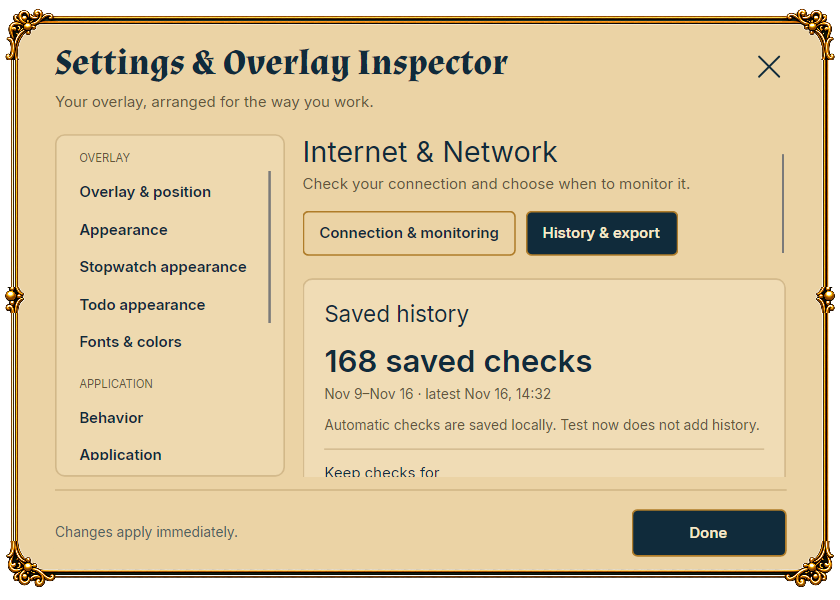 Settings & Overlay Inspector
Your overlay, arranged for the way you work.
OVERLAY
Overlay & position
Appearance
Stopwatch appearance
Todo appearance
Fonts & colors
APPLICATION
Behavior
Application
Internet & Network
Check your connection and choose when to monitor it.
Connection & monitoring
History & export
Saved history
168 saved checks
Nov 9–Nov 16 · latest Nov 16, 14:32
Automatic checks are saved locally. Test now does not add history.
Keep checks for
Changes apply immediately.
Done